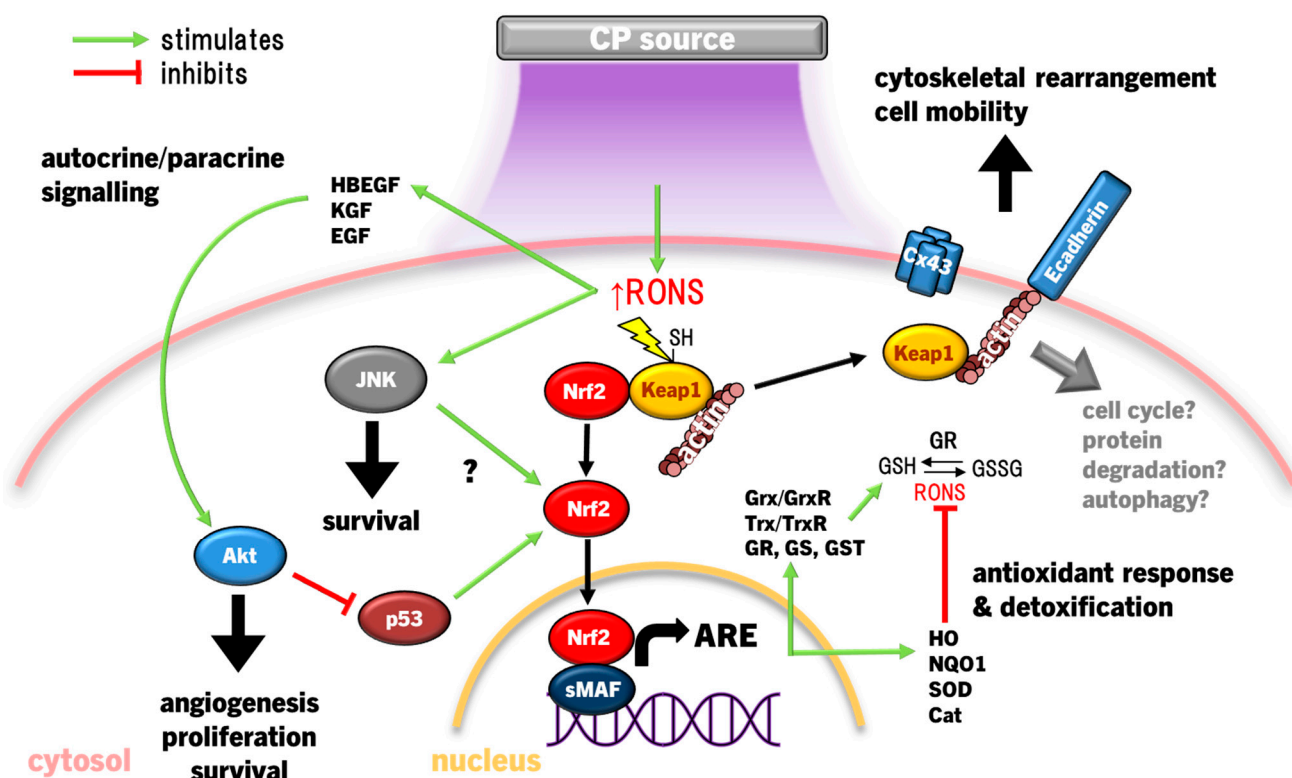 stimulates
inhibits
CP source
cytoskeletal rearrangement
cell mobility
autocrine/paracrine
signalling
HBEGF
KGF
EGF
Cx43
Ecadherin
↑RONS
SH
JNK
Nrf2
Keap1
actin
Keap1
actin
cell cycle?
protein
degradation?
autophagy?
GR
GSH
GSSG
RONS
?
survival
Nrf2
Grx/GrxR
Trx/TrxR
GR, GS, GST
Akt
p53
antioxidant response
& detoxification
Nrf2
sMAF
ARE
HO
NQO1
SOD
Cat
angiogenesis
proliferation
survival
cytosol
nucleus